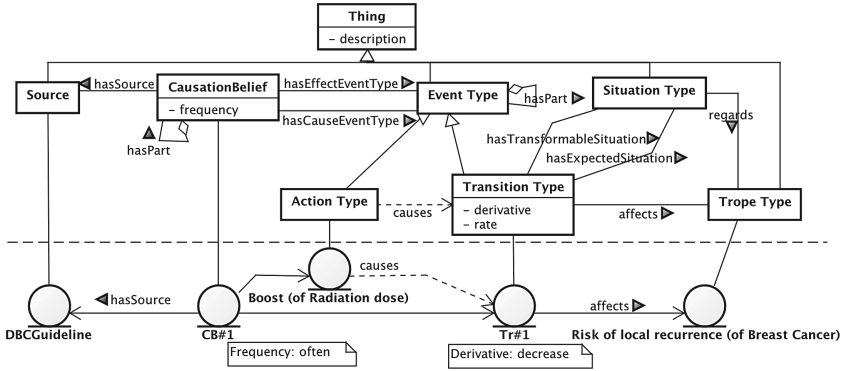 Thing
- description
Source
hasSource
CausationBelief
- frequency
hasEffectEventType
hasCauseEventType
hasPart
Event Type
hasPart
Situation Type
regards
hasTransformableSituation
hasExpectedSituation
Action Type
causes
Transition Type
- derivative
- rate
affects
Trope Type
causes
Boost (of Radiation dose)
hasSource
affects
DBCGuideline
CB#1
Tr#1
Risk of local recurrence (of Breast Cancer)
Frequency: often
Derivative: decrease